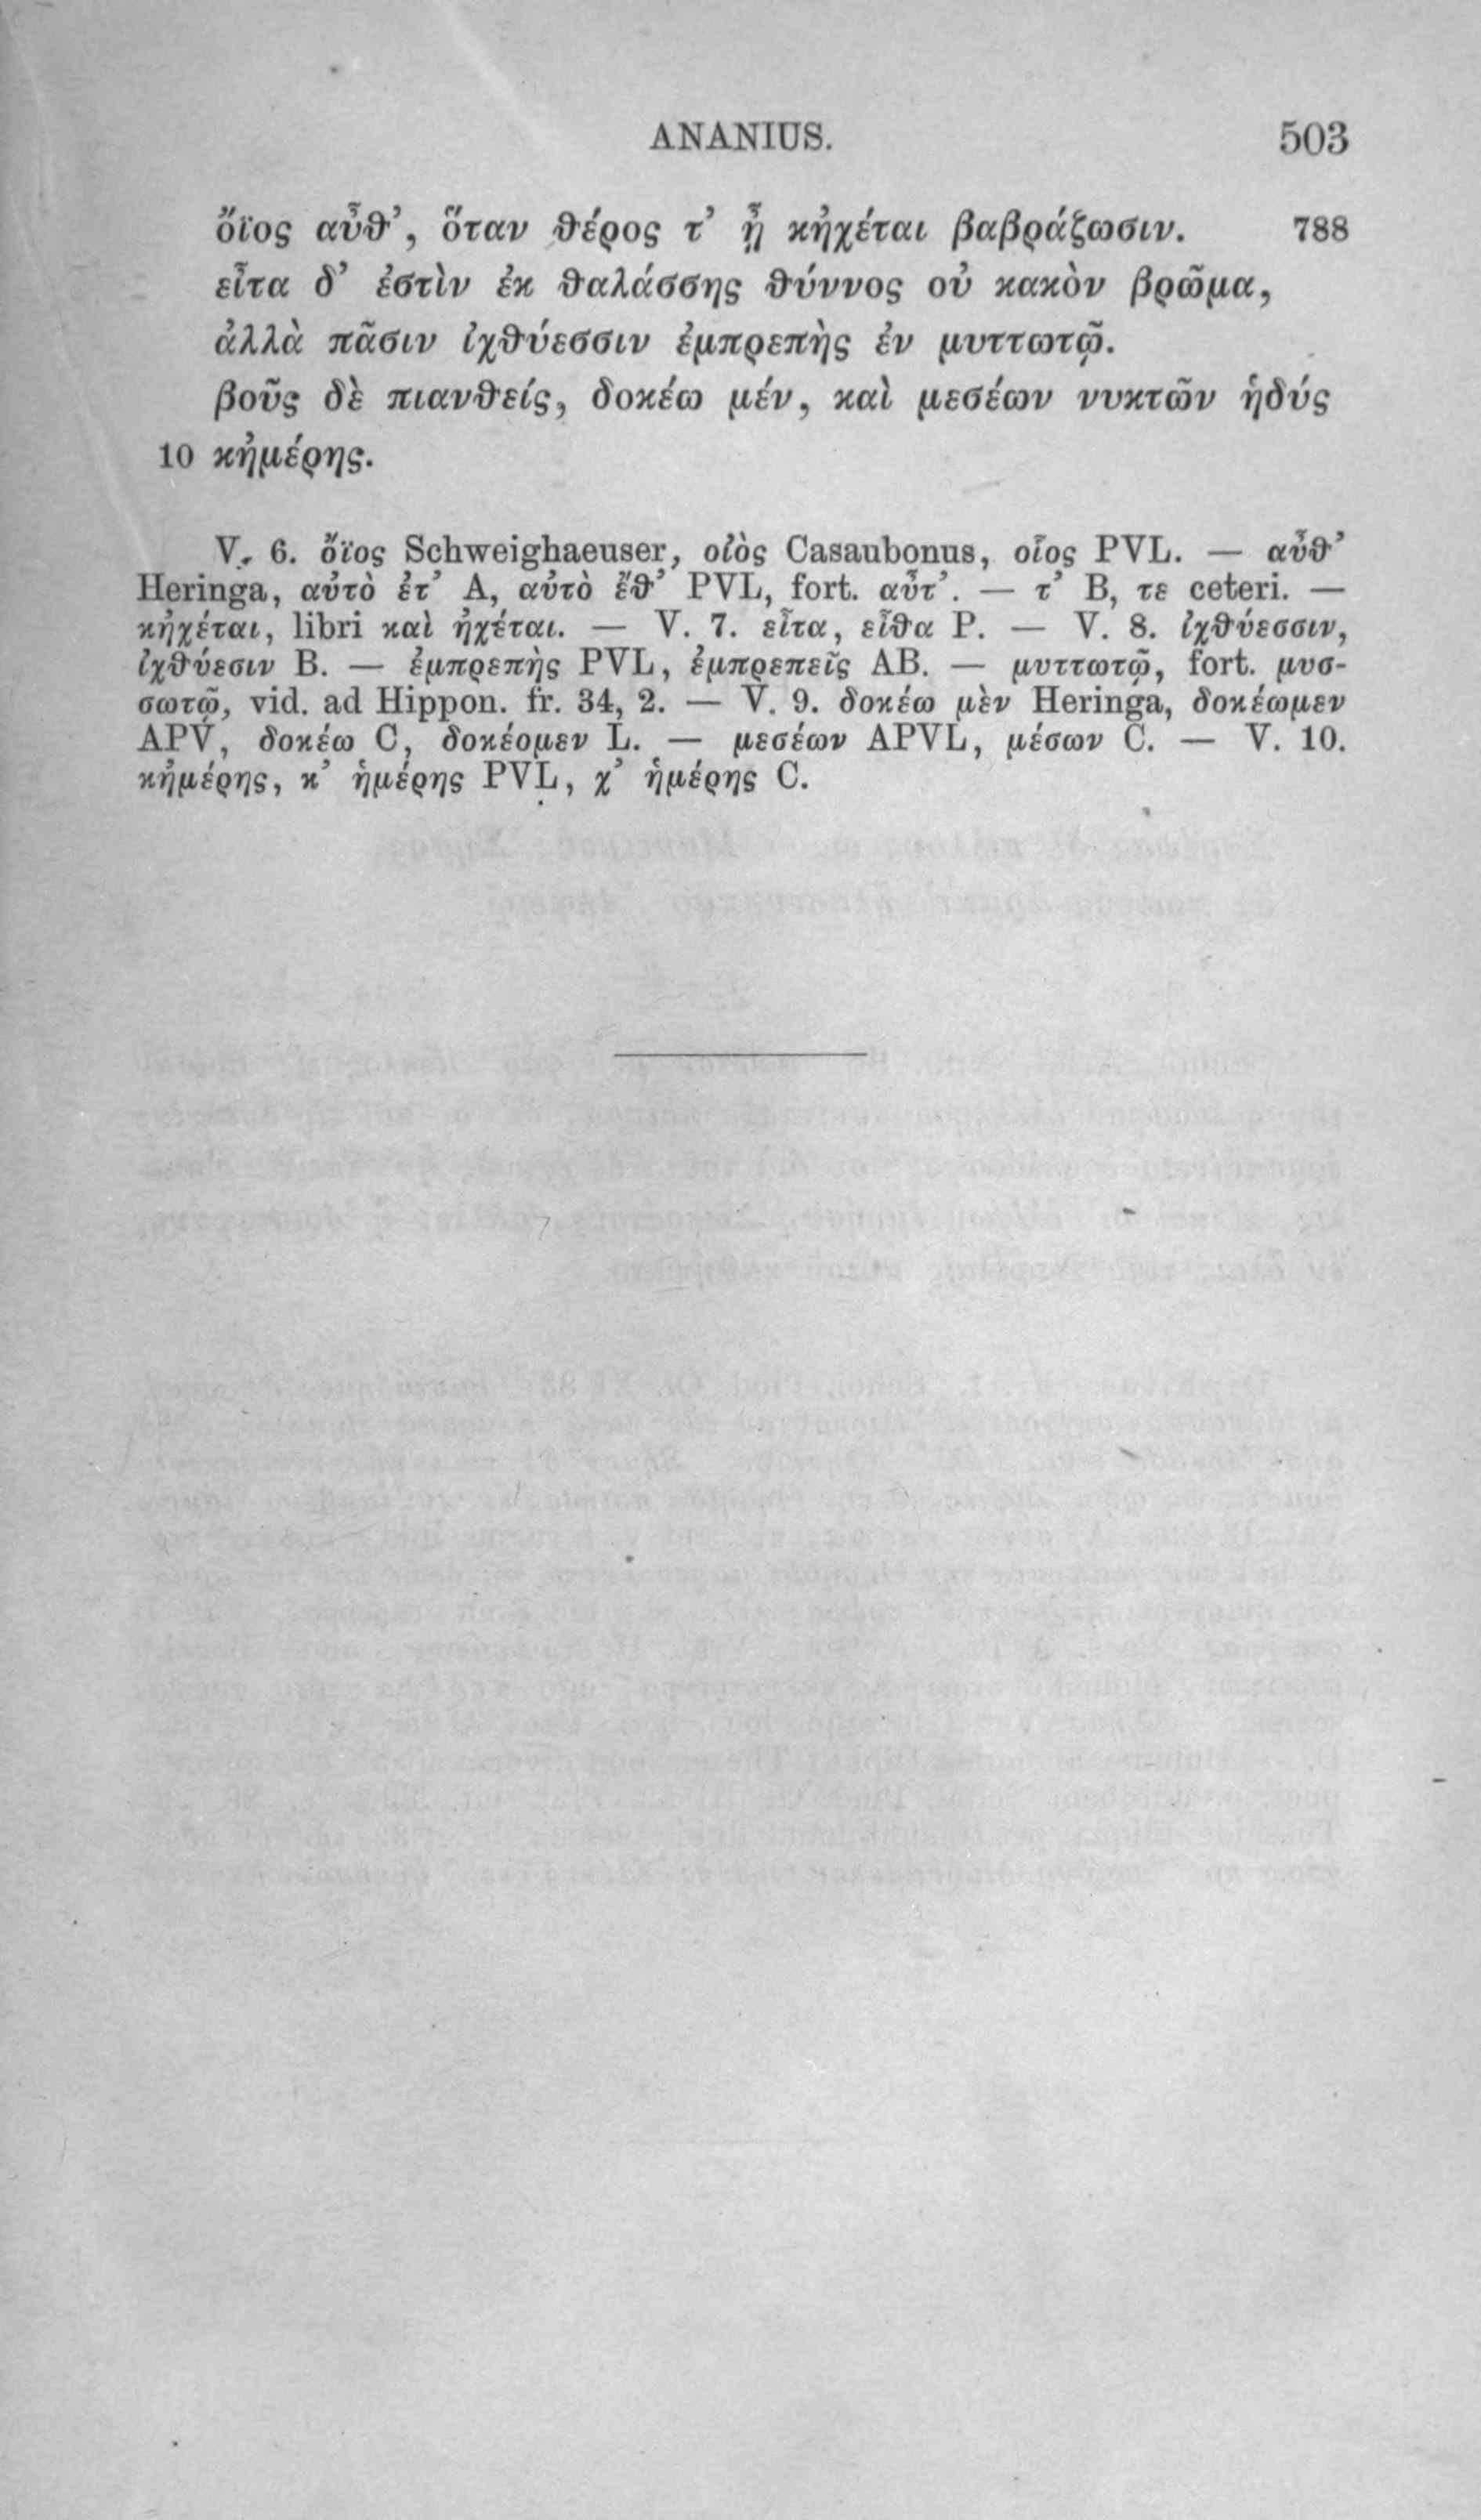 ANANIUS. 503
ὄϊος αὖθ’, ὅταν θέρος τ’ ᾖ κἠχέται βαβράζωσιν. 788
εἶτα δ’ ἐστὶν ἐκ θαλάσσης θύννος οὐ κακὸν βρῶμα,
ἀλλὰ πᾶσιν ἰχθύεσσιν ἐμπρεπὴς ἐν μυττωτῷ.
βοῦς δὲ πιανθείς, δοκέω μέν, καὶ μεσέων νυκτῶν ἡδύς
10 κἠμέρης.
V. 6. ὄϊος Schweighaeuser, οἰὸς Casaubonus, οἶος PVL. — αὖθ’
Heringa, αὐτὸ ἐτ’ A, αὐτὸ ἔθ’ PVL, fort. αὖτ’. — τ’ B, τε ceteri. —
κἠχέται, libri καὶ ἠχέται. — V. 7. εἶτα, εἶθα P. — V. 8. ἰχθύεσσιν,
ἰχθύεσιν B. — ἐμπρεπὴς PVL, ἐμπρεπεῖς AB. — μυττωτῷ, fort. μυσ-
σωτῷ, vid. ad Hippon. fr. 34, 2. — V. 9. δοκέω μὲν Heringa, δοκέωμεν
APV, δοκέω C, δοκέομεν L. — μεσέων APVL, μέσων C. — V. 10.
κἠμέρης, κ’ ἡμέρης PVL, χ’ ἡμέρης C.